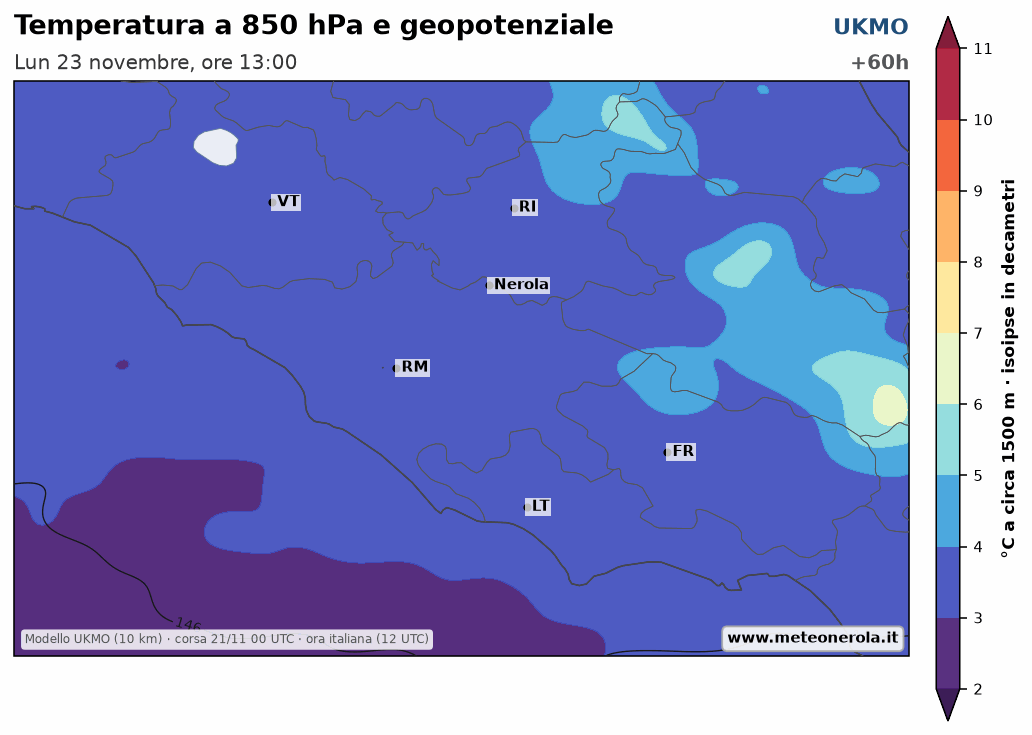 Temperatura a 850 hPa e geopotenziale
UKMO
Lun 23 novembre, ore 13:00
+60h
VT
RI
Nerola
RM
FR
LT
146
Modello UKMO (10 km) · corsa 21/11 00 UTC · ora italiana (12 UTC)
www.meteonerola.it
11
10
9
8
7
6
5
4
3
2
°C a circa 1500 m · isoipse in decametri